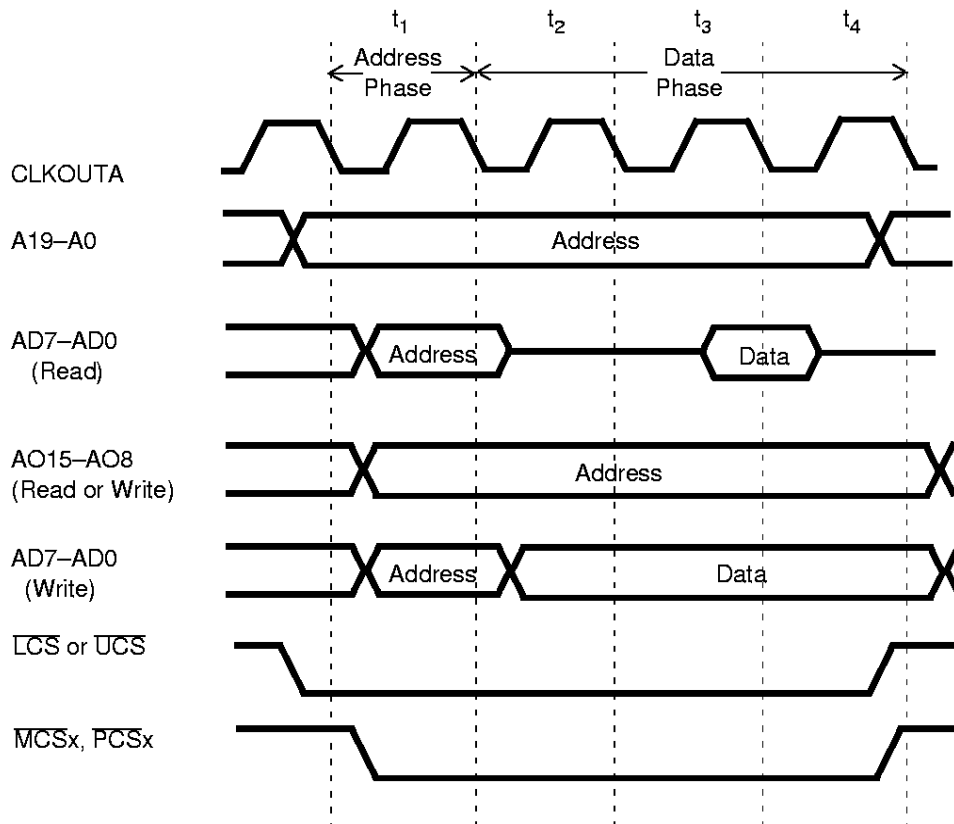 t1 t2 t3 t4
Address Phase
Data Phase
CLKOUTA
A19–A0
Address
AD7–AD0
(Read)
Address
Data
AO15–AO8
(Read or Write)
Address
AD7–AD0
(Write)
Address
Data
LCS or UCS
MCSx, PCSx